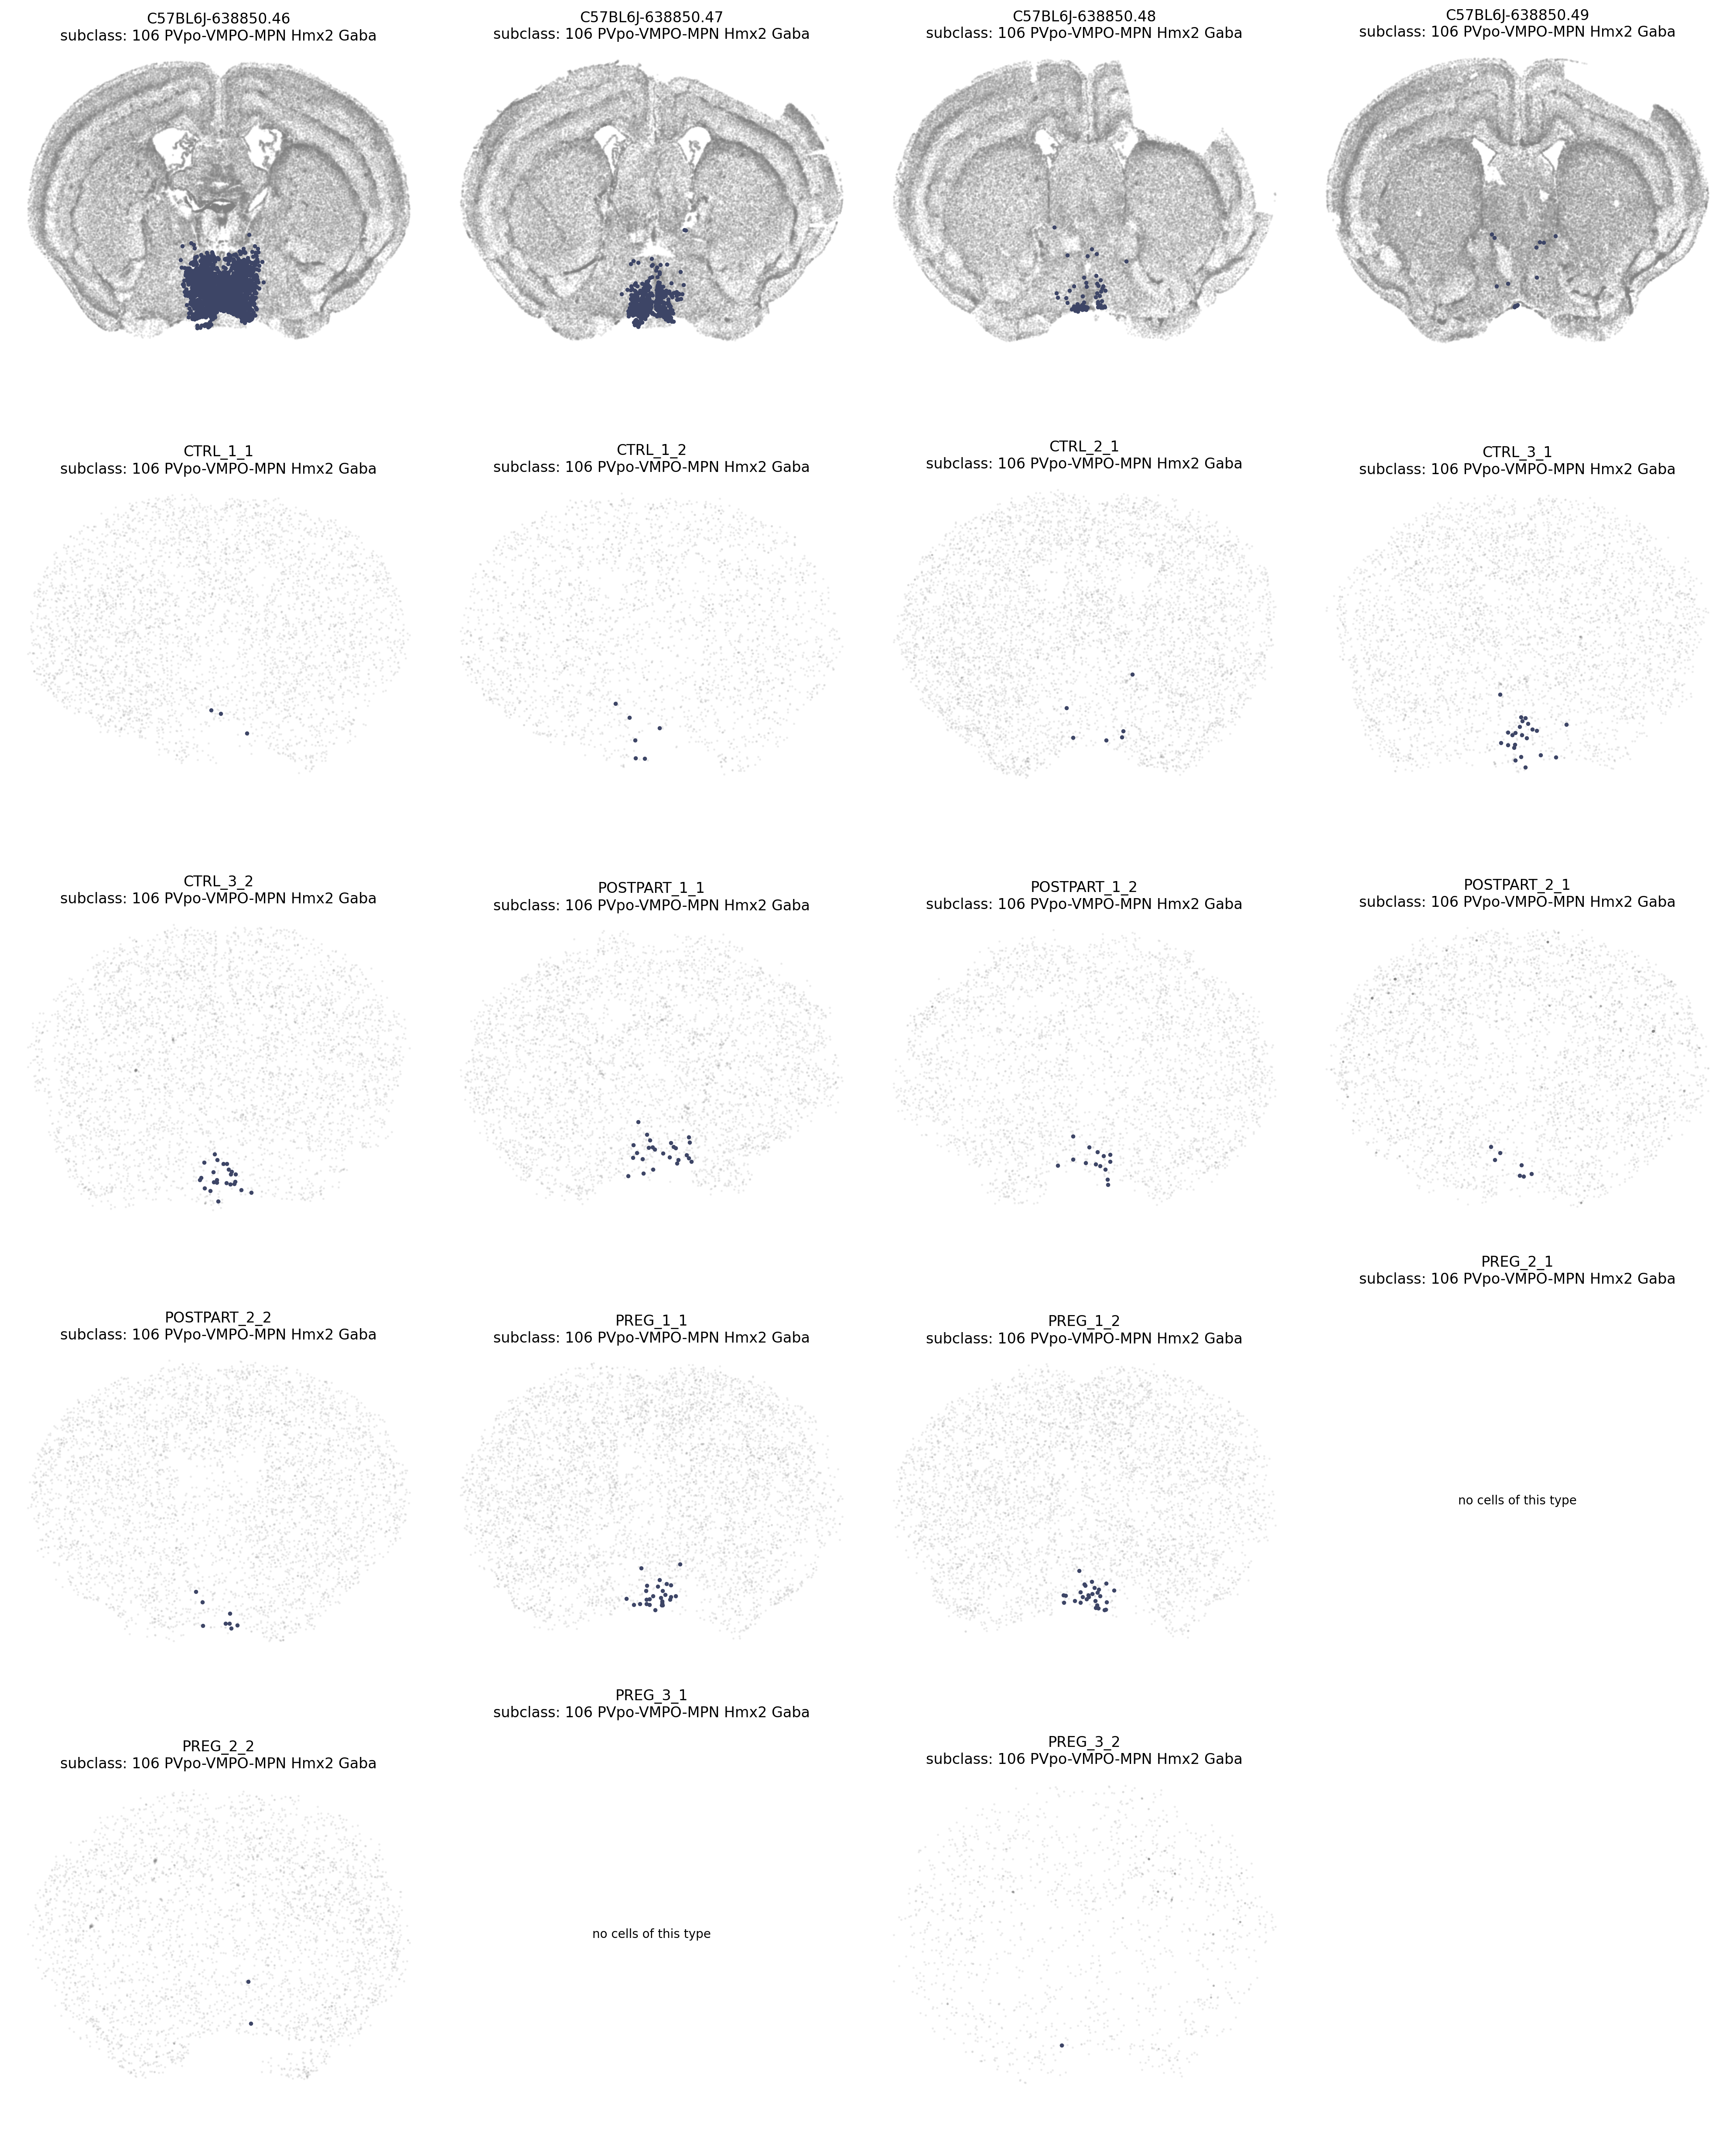 C57BL6J-638850.46
subclass: 106 PVpo-VMPO-MPN Hmx2 Gaba
C57BL6J-638850.47
subclass: 106 PVpo-VMPO-MPN Hmx2 Gaba
C57BL6J-638850.48
subclass: 106 PVpo-VMPO-MPN Hmx2 Gaba
C57BL6J-638850.49
subclass: 106 PVpo-VMPO-MPN Hmx2 Gaba
CTRL_1_1
subclass: 106 PVpo-VMPO-MPN Hmx2 Gaba
CTRL_1_2
subclass: 106 PVpo-VMPO-MPN Hmx2 Gaba
CTRL_2_1
subclass: 106 PVpo-VMPO-MPN Hmx2 Gaba
CTRL_3_1
subclass: 106 PVpo-VMPO-MPN Hmx2 Gaba
CTRL_3_2
subclass: 106 PVpo-VMPO-MPN Hmx2 Gaba
POSTPART_1_1
subclass: 106 PVpo-VMPO-MPN Hmx2 Gaba
POSTPART_1_2
subclass: 106 PVpo-VMPO-MPN Hmx2 Gaba
POSTPART_2_1
subclass: 106 PVpo-VMPO-MPN Hmx2 Gaba
POSTPART_2_2
subclass: 106 PVpo-VMPO-MPN Hmx2 Gaba
PREG_1_1
subclass: 106 PVpo-VMPO-MPN Hmx2 Gaba
PREG_1_2
subclass: 106 PVpo-VMPO-MPN Hmx2 Gaba
PREG_2_1
subclass: 106 PVpo-VMPO-MPN Hmx2 Gaba
no cells of this type
PREG_2_2
subclass: 106 PVpo-VMPO-MPN Hmx2 Gaba
PREG_3_1
subclass: 106 PVpo-VMPO-MPN Hmx2 Gaba
no cells of this type
PREG_3_2
subclass: 106 PVpo-VMPO-MPN Hmx2 Gaba